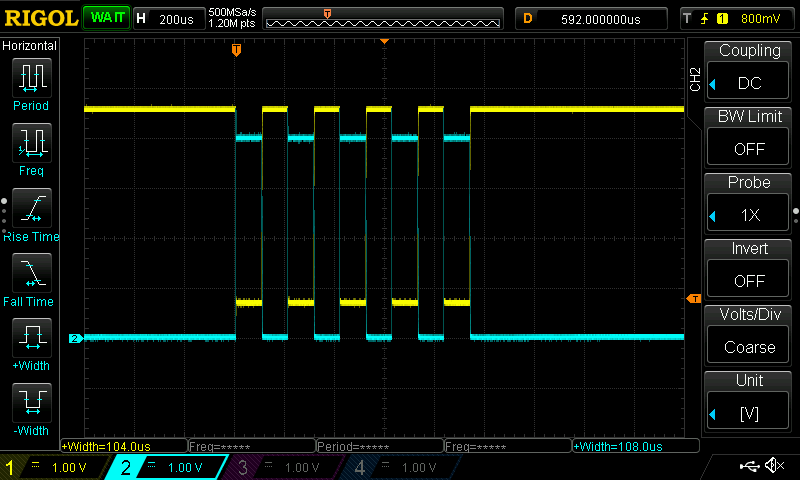 RIGOL WAIT H 200us 500MSa/s D 592.000000us T 1 800mV
1.20M pts
T
Horizontal
Period
Freq
Rise Time
Fall Time
+Width
-Width
T
2
T
CH2
Coupling
DC
BW Limit
OFF
Probe
1X
Invert
OFF
Volts/Div
Coarse
Unit
[V]
+Width=104.0us Freq=***** Period=***** Freq=***** +Width=108.0us
1 1.00 V 2 1.00 V 3 1.00 V 4 1.00 V